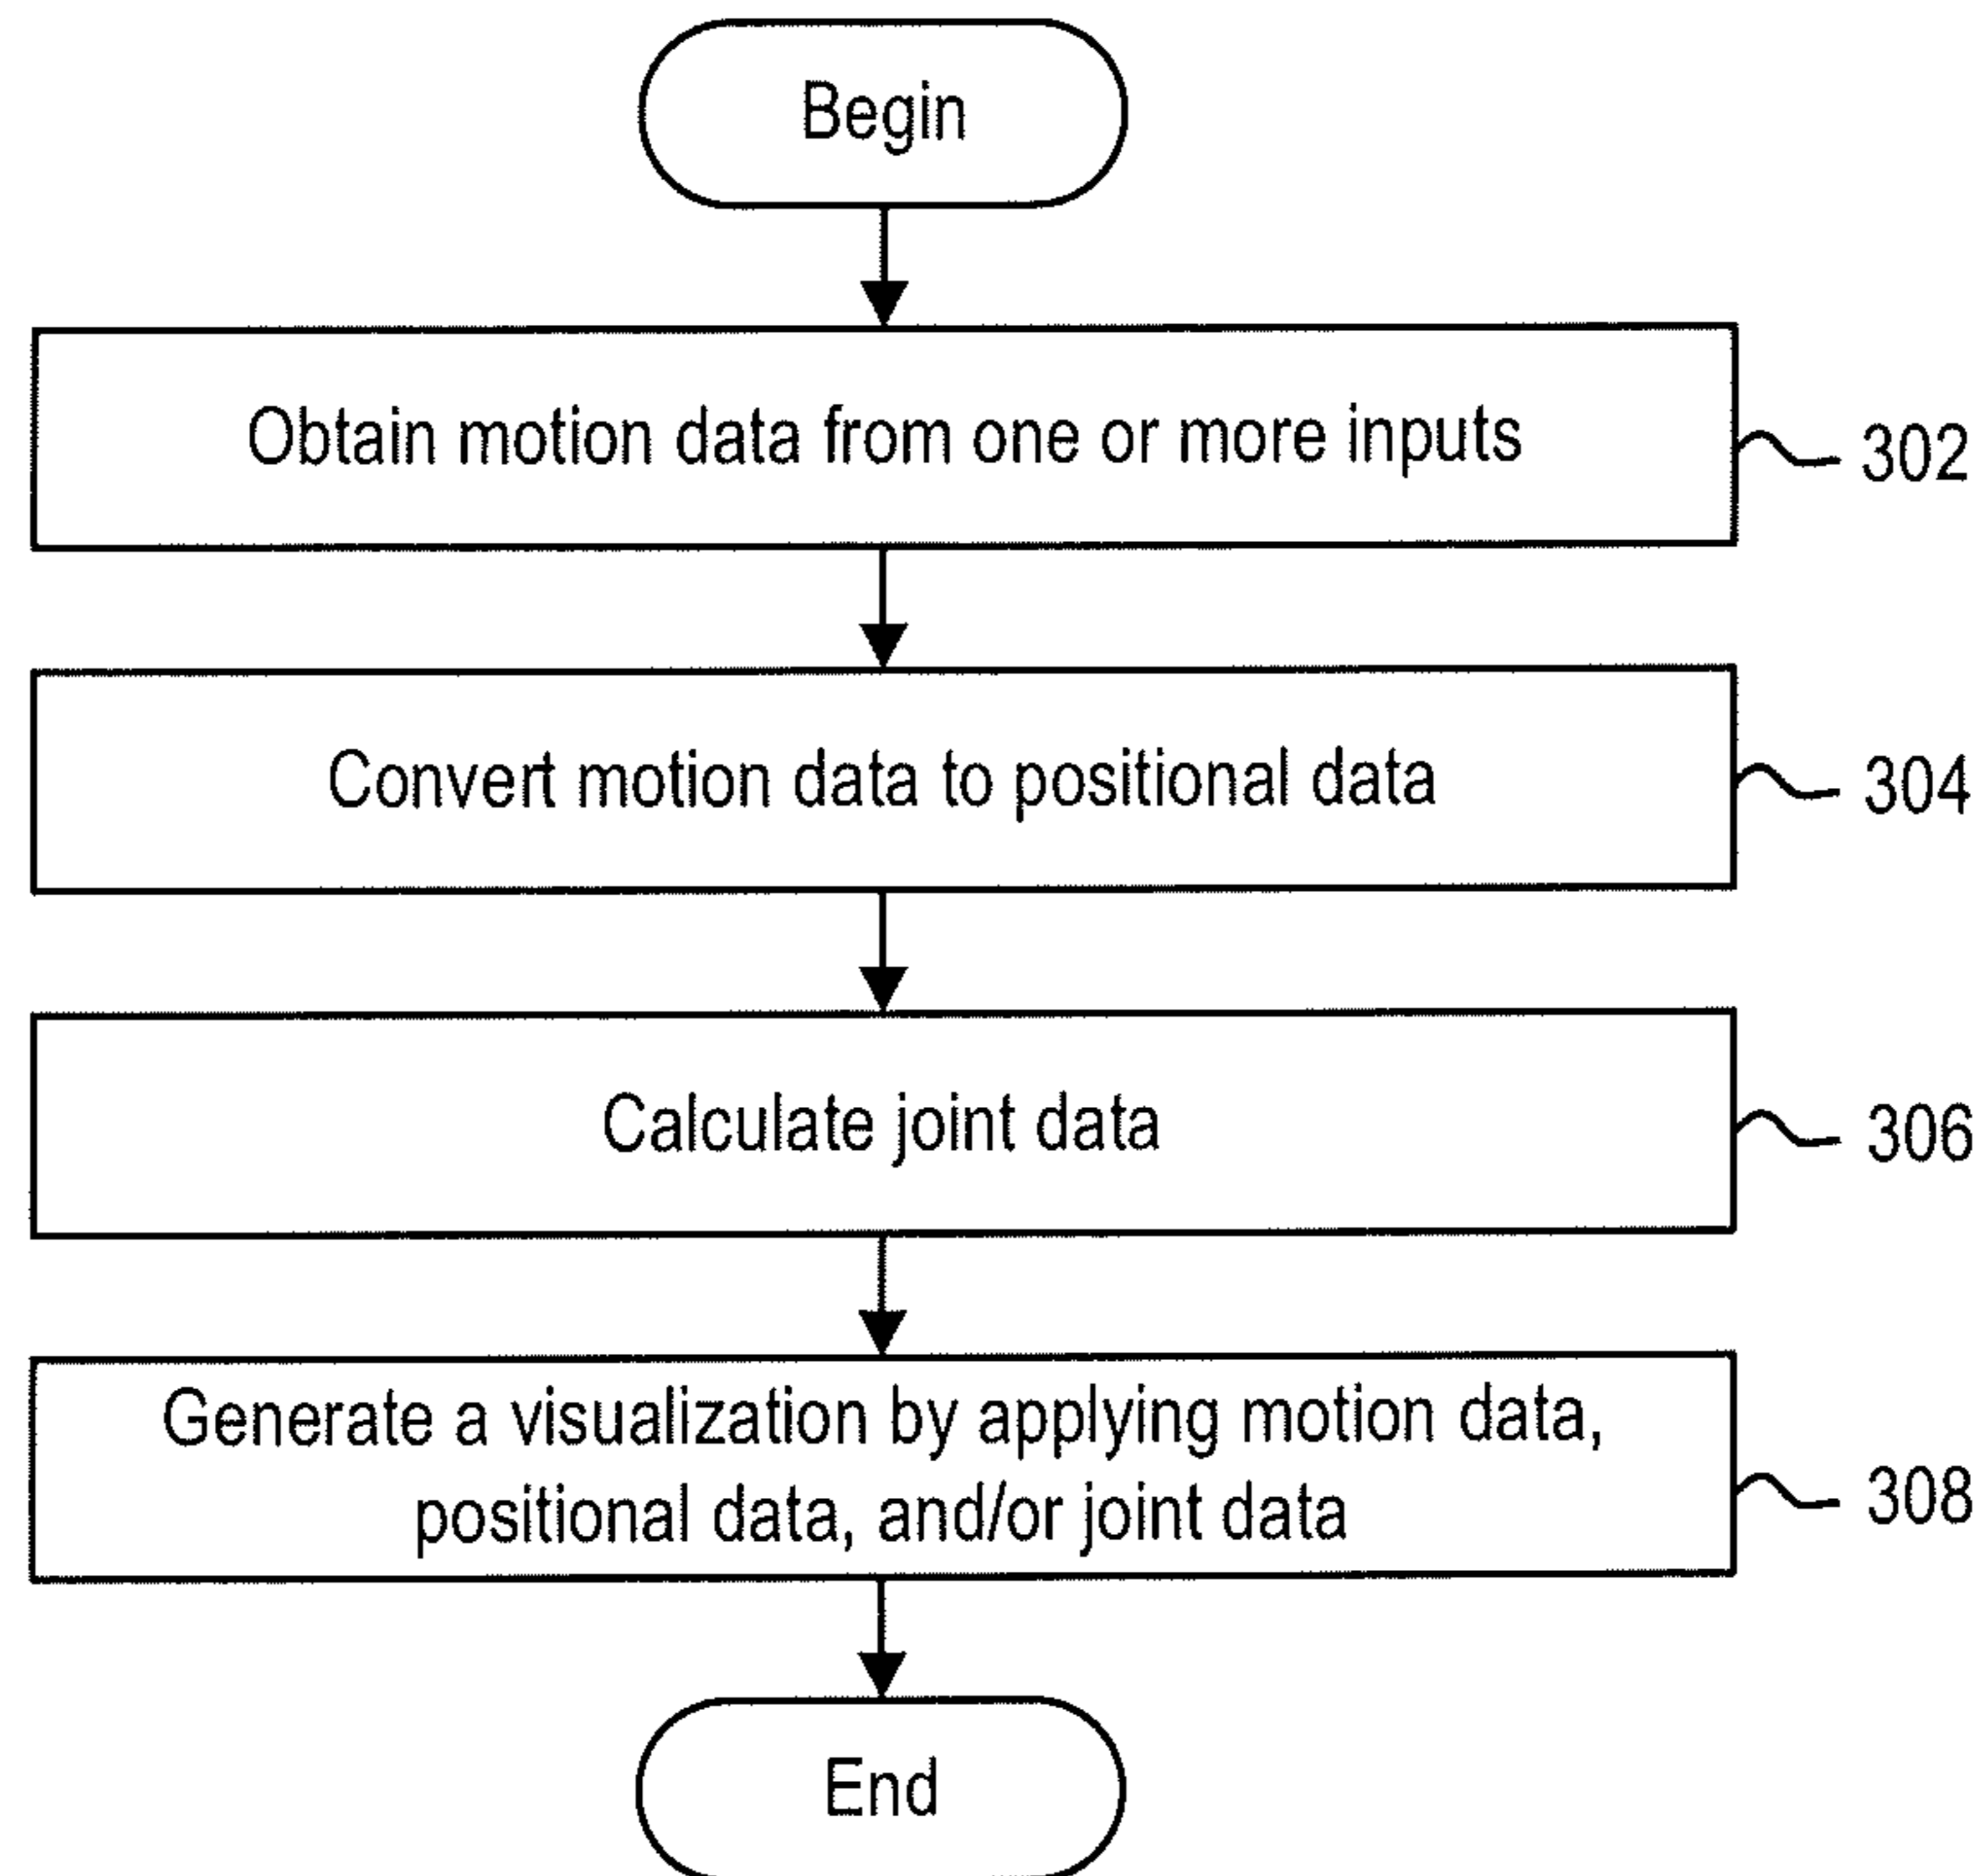 Begin
Obtain motion data from one or more inputs
302
Convert motion data to positional data
304
Calculate joint data
306
Generate a visualization by applying motion data,
positional data, and/or joint data
308
End